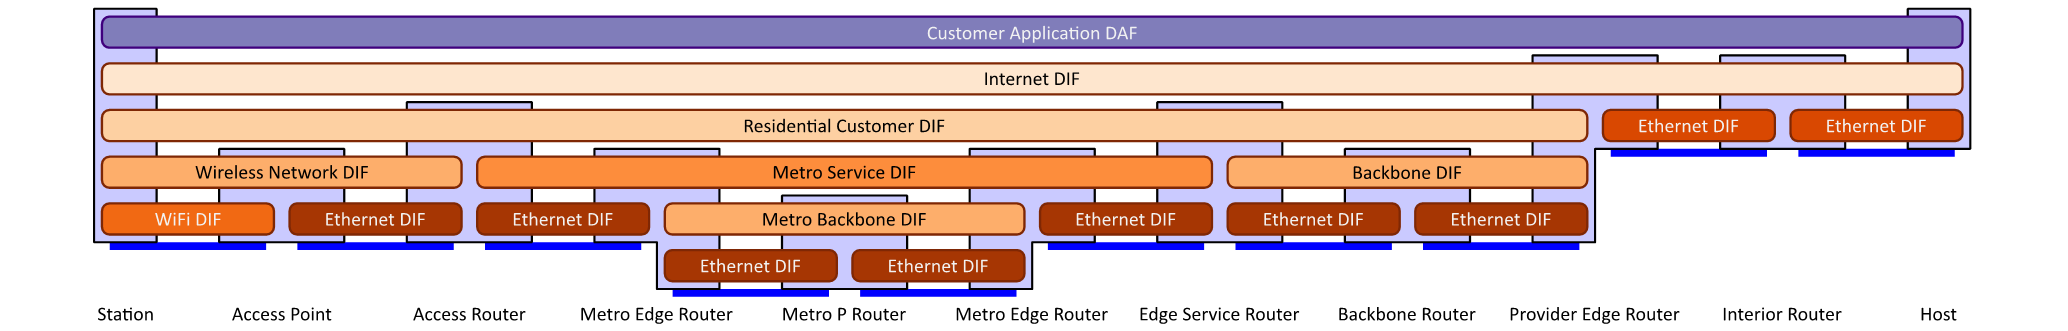 Customer Application DAF
Internet DIF
Residential Customer DIF Ethernet DIF Ethernet DIF
Wireless Network DIF Metro Service DIF Backbone DIF
WiFi DIF Ethernet DIF Ethernet DIF Metro Backbone DIF Ethernet DIF Ethernet DIF Ethernet DIF
Ethernet DIF Ethernet DIF
Station Access Point Access Router Metro Edge Router Metro P Router Metro Edge Router Edge Service Router Backbone Router Provider Edge Router Interior Router Host